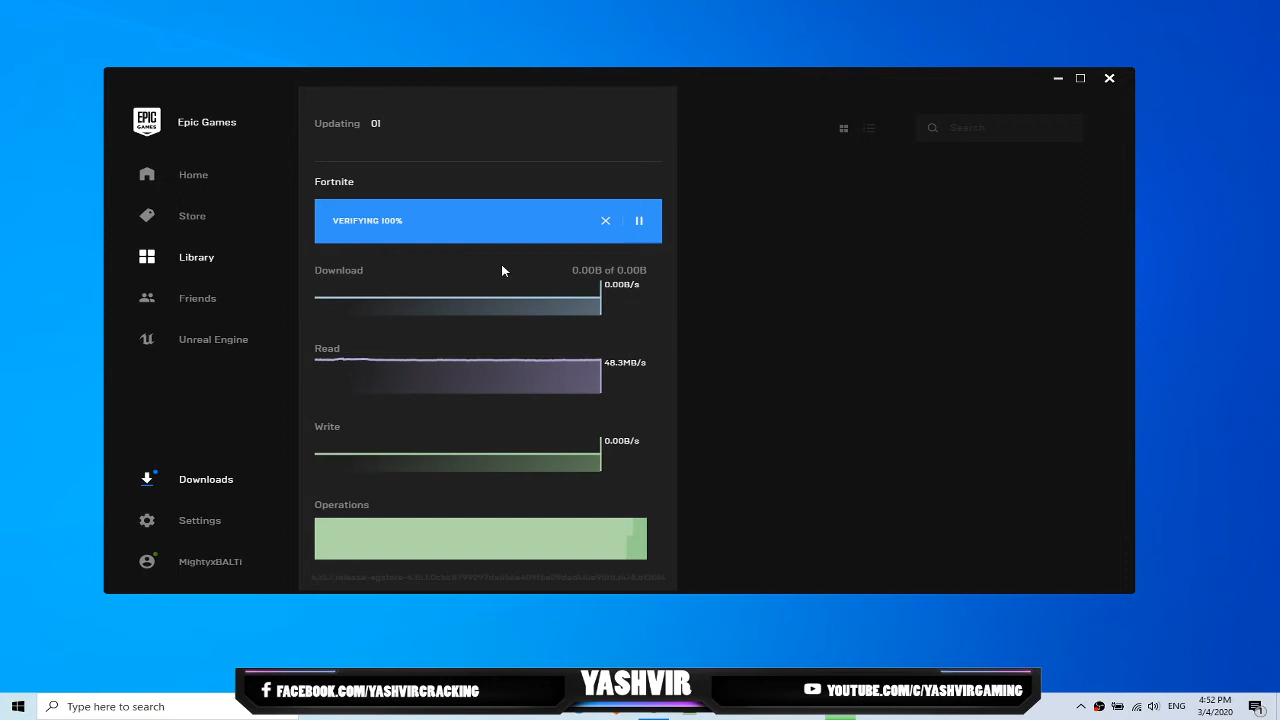 EPIC
GAMES
Epic Games
Home
Store
Library
Friends
Unreal Engine
Downloads
Settings
MightyxBALTi
Updating 01
Fortnite
VERIFYING 100%
Download 0.00B of 0.00B
0.00B/s
Read
48.3MB/s
Write
0.00B/s
Operations
Search
YASHVIR
FACEBOOK.COM/YASHVIRCRACKING
YOUTUBE.COM/C/YASHVIRGAMING
Type here to search
ENG
4:52 PM
3/4/2020
1